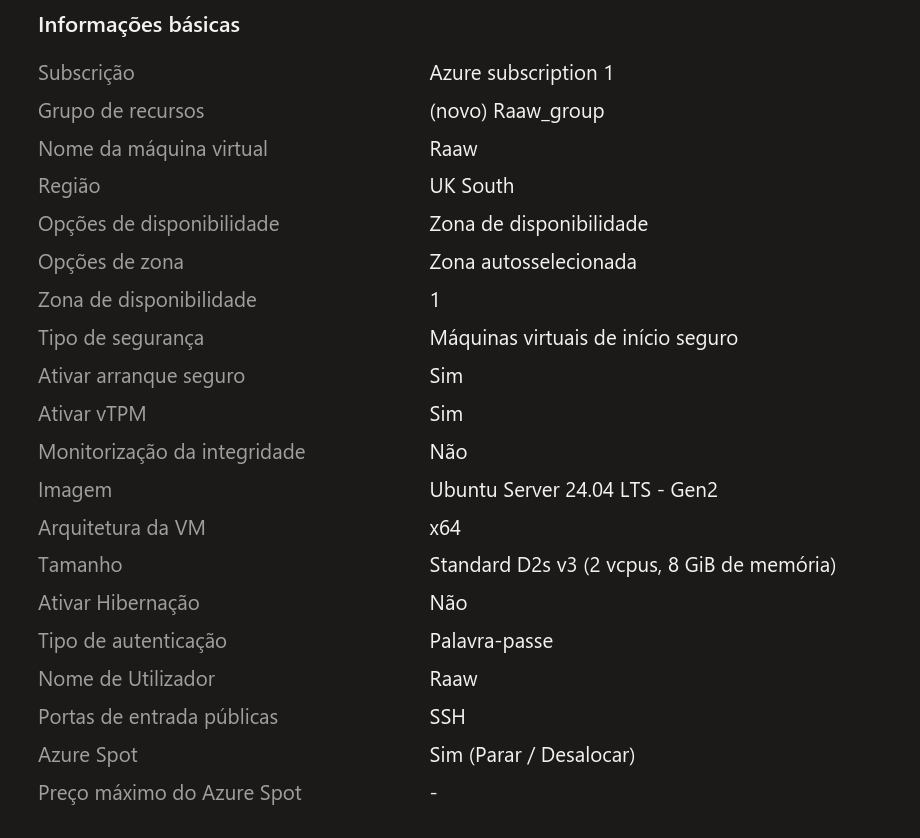 Informações básicas
Subscrição Azure subscription 1
Grupo de recursos (novo) Raaw_group
Nome da máquina virtual Raaw
Região UK South
Opções de disponibilidade Zona de disponibilidade
Opções de zona Zona autosselecionada
Zona de disponibilidade 1
Tipo de segurança Máquinas virtuais de início seguro
Ativar arranque seguro Sim
Ativar vTPM Sim
Monitorização da integridade Não
Imagem Ubuntu Server 24.04 LTS - Gen2
Arquitetura da VM x64
Tamanho Standard D2s v3 (2 vcpus, 8 GiB de memória)
Ativar Hibernação Não
Tipo de autenticação Palavra-passe
Nome de Utilizador Raaw
Portas de entrada públicas SSH
Azure Spot Sim (Parar / Desalocar)
Preço máximo do Azure Spot -